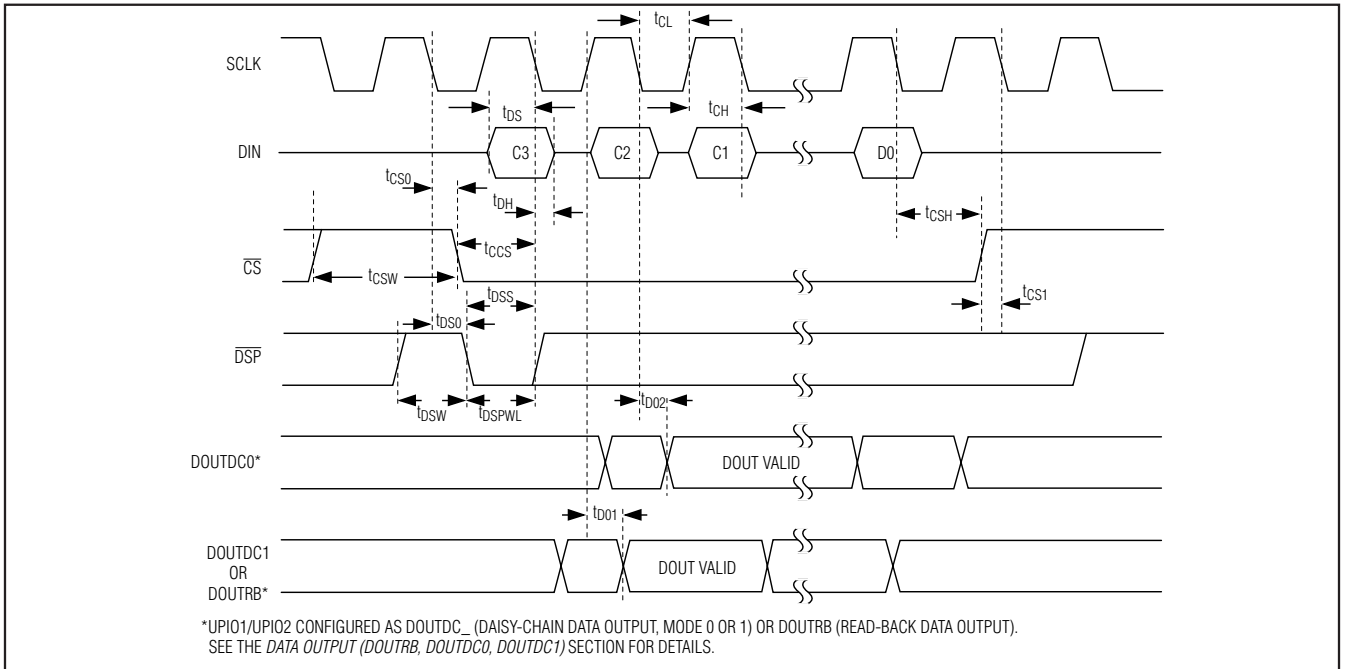 tCL
SCLK
tDS
tCH
DIN
C3
C2
C1
D0
tCS0
tDH
tCSH
tCCS
CS
tCSW
tDSS
tCS1
tDS0
DSP
tDSW
tDSPWL
tD02
DOUTDC0*
DOUT VALID
tD01
DOUTDC1
OR
DOUTRB*
DOUT VALID
*UPIO1/UPIO2 CONFIGURED AS DOUTDC_ (DAISY-CHAIN DATA OUTPUT, MODE 0 OR 1) OR DOUTRB (READ-BACK DATA OUTPUT).
SEE THE DATA OUTPUT (DOUTRB, DOUTDC0, DOUTDC1) SECTION FOR DETAILS.